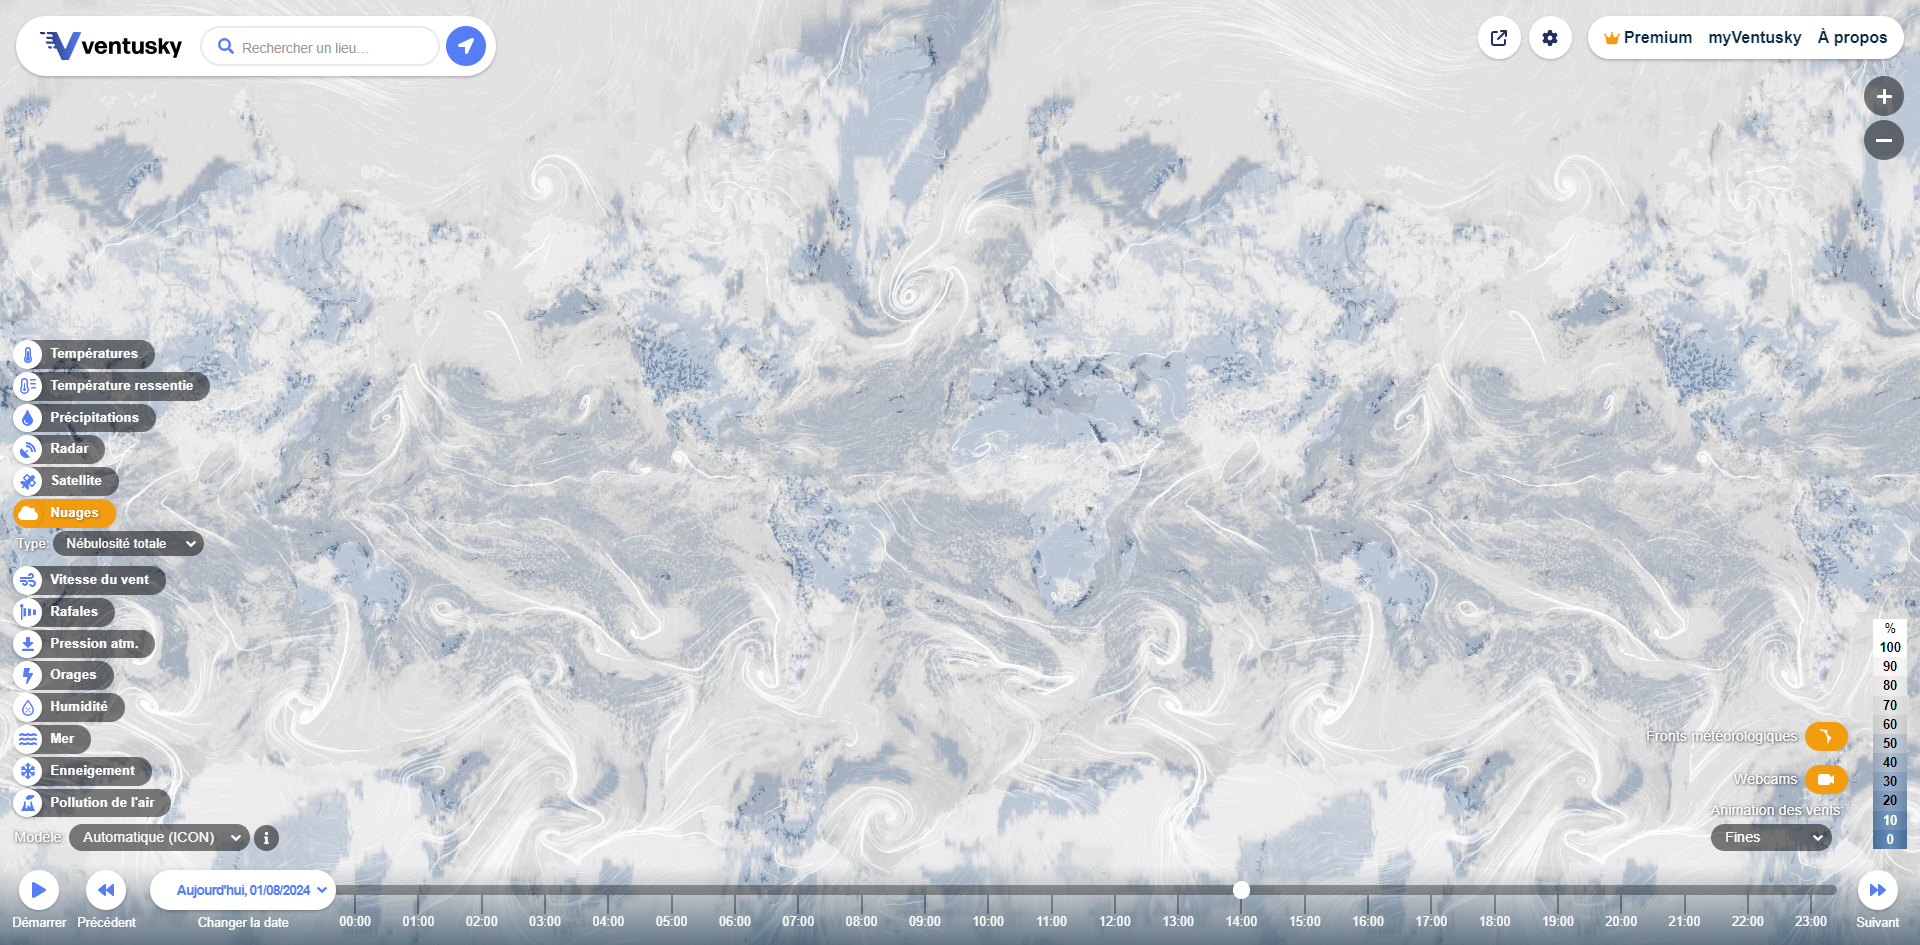 ventusky
Rechercher un lieu...
Premium
myVentusky
À propos
Températures
Température ressentie
Précipitations
Radar
Satellite
Nuages
Type: Nébulosité totale
Vitesse du vent
Rafales
Pression atm.
Orages
Humidité
Mer
Enneigement
Pollution de l'air
Modèle: Automatique (ICON)
i
%
100
90
80
70
60
50
40
30
20
10
0
Fronts météorologiques
Webcams
Animation des vents:
Fines
Démarrer
Précédent
Aujourd'hui, 01/08/2024
Changer la date
00:00 01:00 02:00 03:00 04:00 05:00 06:00 07:00 08:00 09:00 10:00 11:00 12:00 13:00 14:00 15:00 16:00 17:00 18:00 19:00 20:00 21:00 22:00 23:00
Suivant